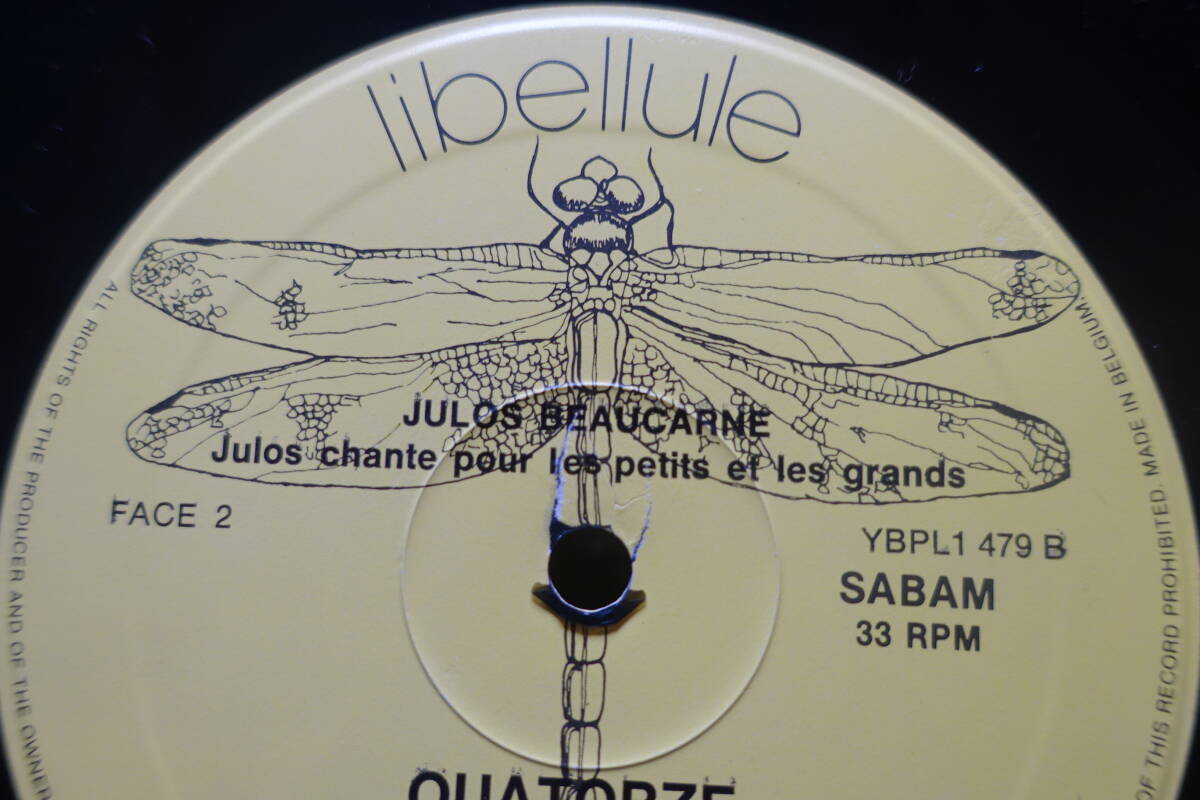 libellule
JULOS BEAUCARNE
Julos chante pour les petits et les grands
FACE 2
YBPL1 479 B
SABAM
33 RPM
QUATORZE
ALL RIGHTS OF THE PRODUCER AND OF THE OWNER
OF THIS RECORD PROHIBITED. MADE IN BELGIUM